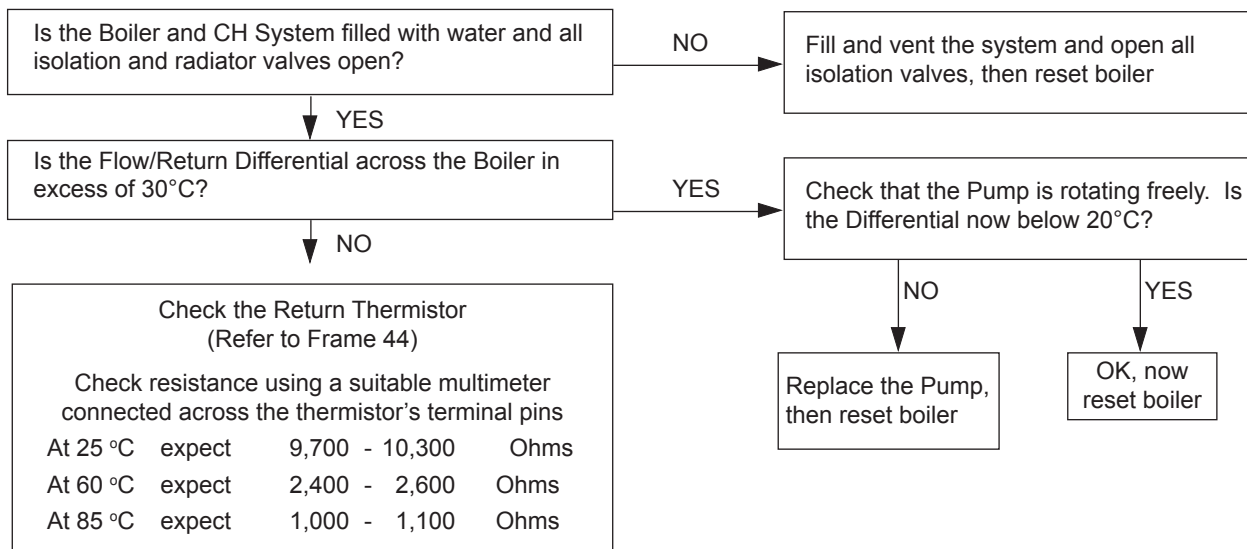 Is the Boiler and CH System filled with water and all
isolation and radiator valves open?
NO
Fill and vent the system and open all
isolation valves, then reset boiler
YES
Is the Flow/Return Differential across the Boiler in
excess of 30°C?
YES
Check that the Pump is rotating freely.  Is
the Differential now below 20°C?
NO
NO
YES
Check the Return Thermistor
(Refer to Frame 44)
Check resistance using a suitable multimeter
connected across the thermistor's terminal pins
At 25 °C expect 9,700 - 10,300 Ohms
At 60 °C expect 2,400 - 2,600 Ohms
At 85 °C expect 1,000 - 1,100 Ohms
Replace the Pump,
then reset boiler
OK, now
reset boiler